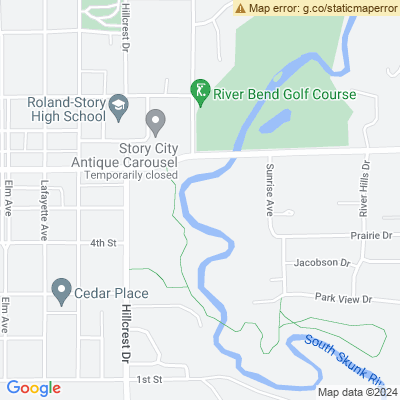 Map error: g.co/staticmaperror
Hillcrest Dr
River Bend Golf Course
Roland-Story
High School
Story City
Antique Carousel
Temporarily closed
Elm Ave
Lafayette Ave
Sunrise Ave
River Hills Dr
4th St
Prairie Dr
Jacobson Dr
Cedar Place
Park View Dr
Elm Ave
Hillcrest Dr
South Skunk Riv
1st St
Google
Map data ©2024